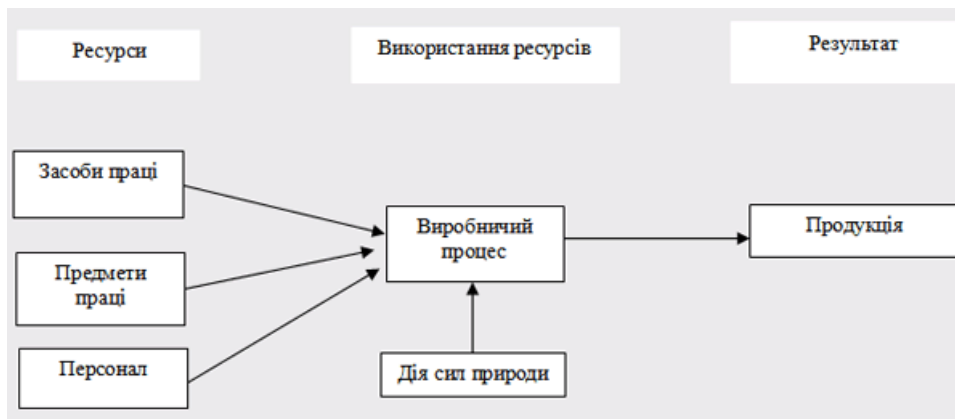 Ресурси
Використання ресурсів
Результат
Засоби праці
Предмети
праці
Персонал
Виробничий
процес
Дія сил природи
Продукція